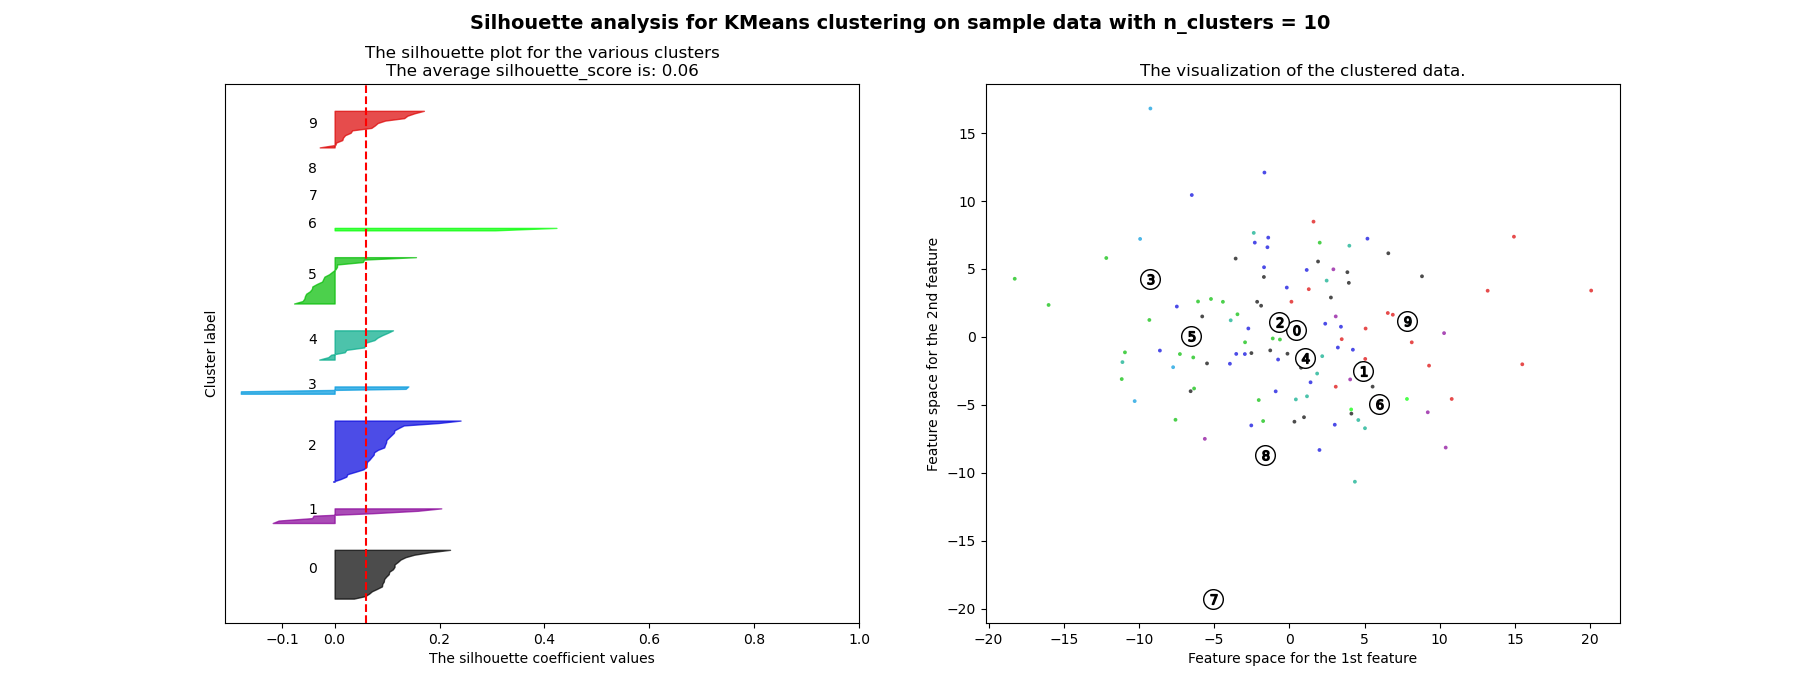 Silhouette analysis for KMeans clustering on sample data with n_clusters = 10
The silhouette plot for the various clusters
The average silhouette_score is: 0.06
Cluster label
9
8
7
6
5
4
3
2
1
0
−0.1 0.0 0.2 0.4 0.6 0.8 1.0
The silhouette coefficient values
The visualization of the clustered data.
Feature space for the 2nd feature
15
10
5
0
−5
−10
−15
−20
3
2
0
5
9
4
1
6
8
7
−20 −15 −10 −5 0 5 10 15 20
Feature space for the 1st feature